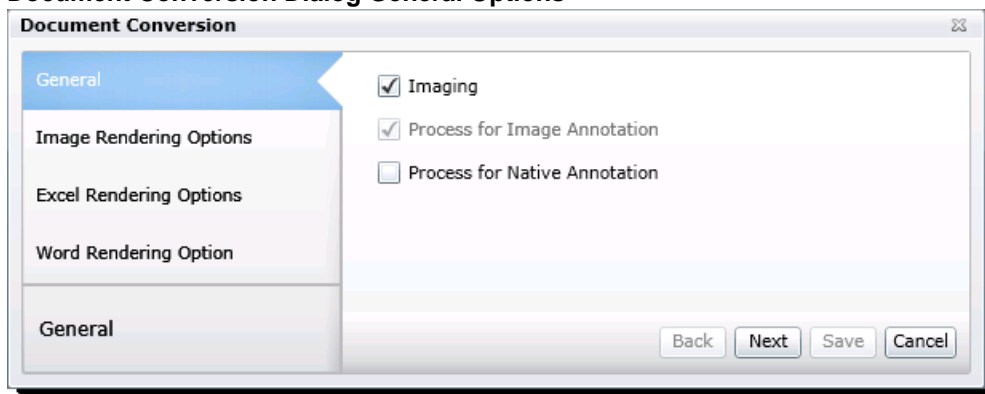 Document Conversion Dialog General Options
Document Conversion
General
Image Rendering Options
Excel Rendering Options
Word Rendering Option
General
Imaging
Process for Image Annotation
Process for Native Annotation
Back Next Save Cancel